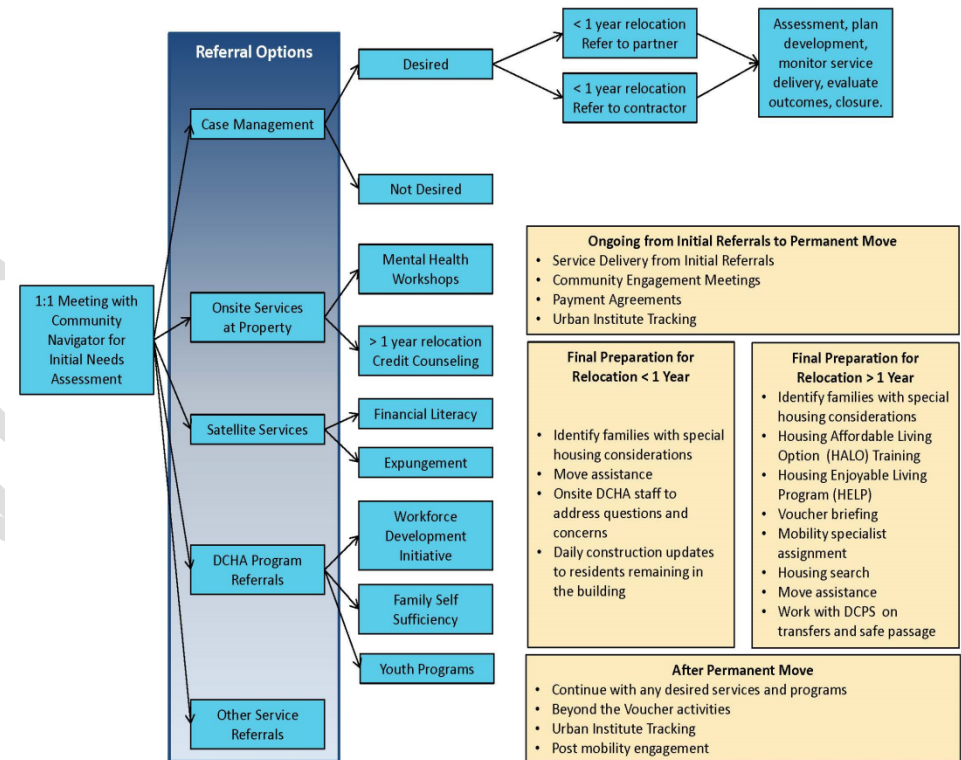 Referral Options
1:1 Meeting with
Community
Navigator for
Initial Needs
Assessment
Case Management
Desired
< 1 year relocation
Refer to partner
< 1 year relocation
Refer to contractor
Assessment, plan
development,
monitor service
delivery, evaluate
outcomes, closure.
Not Desired
Onsite Services
at Property
Mental Health
Workshops
> 1 year relocation
Credit Counseling
Satellite Services
Financial Literacy
Expungement
DCHA Program
Referrals
Workforce
Development
Initiative
Family Self
Sufficiency
Youth Programs
Other Service
Referrals
Ongoing from Initial Referrals to Permanent Move
• Service Delivery from Initial Referrals
• Community Engagement Meetings
• Payment Agreements
• Urban Institute Tracking
Final Preparation for
Relocation < 1 Year
• Identify families with special
housing considerations
• Move assistance
• Onsite DCHA staff to
address questions and
concerns
• Daily construction updates
to residents remaining in
the building
Final Preparation for
Relocation > 1 Year
• Identify families with special
housing considerations
• Housing Affordable Living
Option (HALO) Training
• Housing Enjoyable Living
Program (HELP)
• Voucher briefing
• Mobility specialist
assignment
• Housing search
• Move assistance
• Work with DCPS on
transfers and safe passage
After Permanent Move
• Continue with any desired services and programs
• Beyond the Voucher activities
• Urban Institute Tracking
• Post mobility engagement